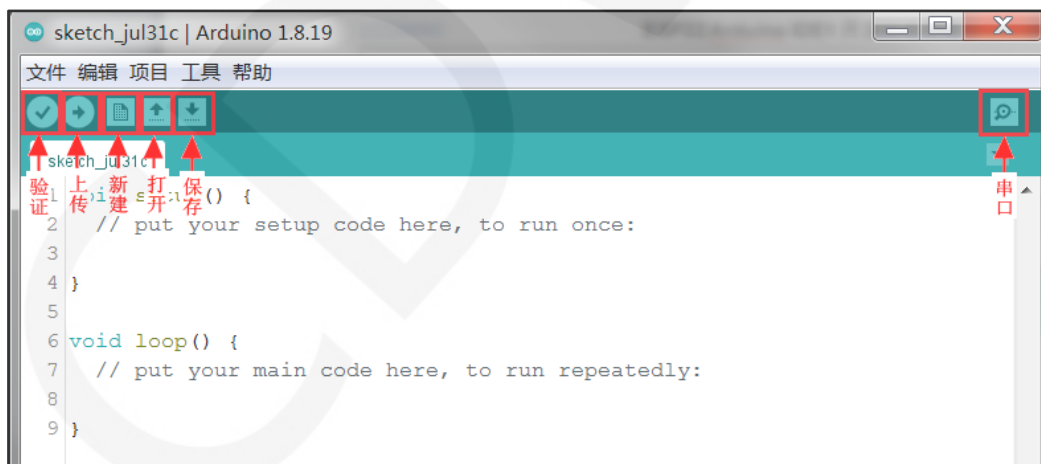 sketch_jul31c | Arduino 1.8.19
文件 编辑 项目 工具 帮助
sketch_jul31c
验证
上传
新建
打开
保存
串口
() {
2 // put your setup code here, to run once:
3
4 }
5
6 void loop() {
7 // put your main code here, to run repeatedly:
8
9 }